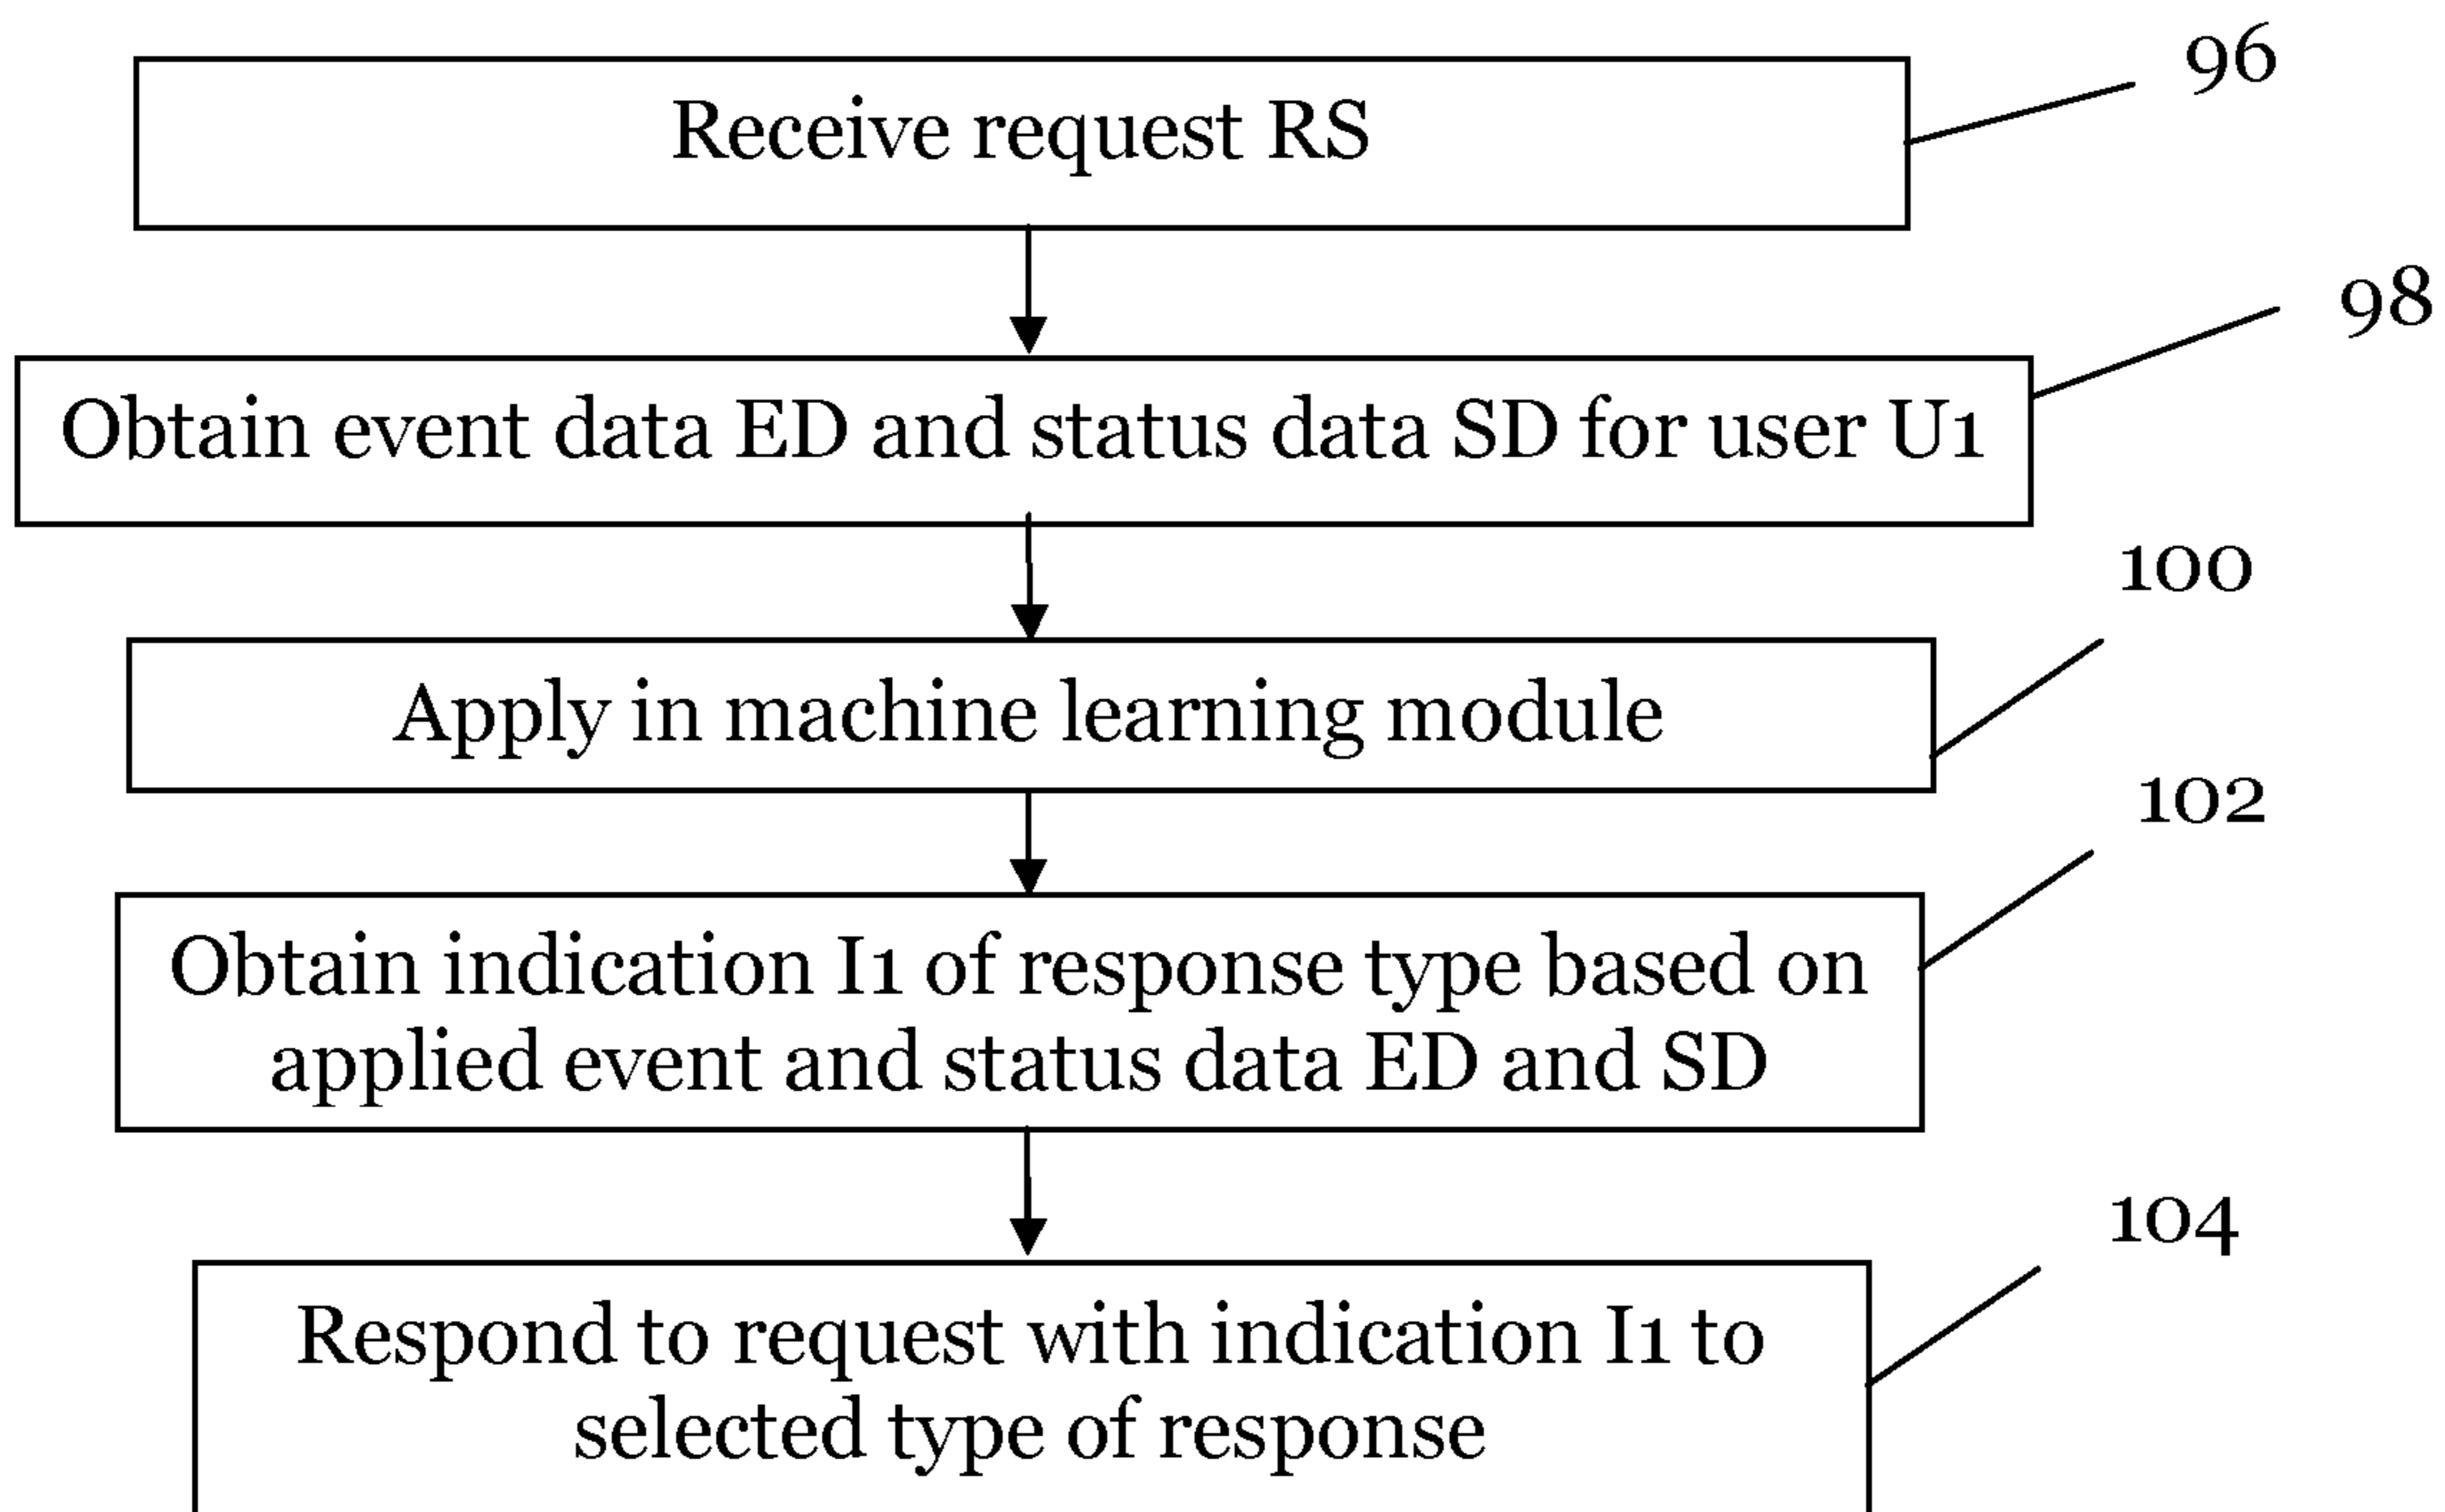 96
Receive request RS
98
Obtain event data ED and status data SD for user U1
100
Apply in machine learning module
102
Obtain indication I1 of response type based on
applied event and status data ED and SD
104
Respond to request with indication I1 to
selected type of response